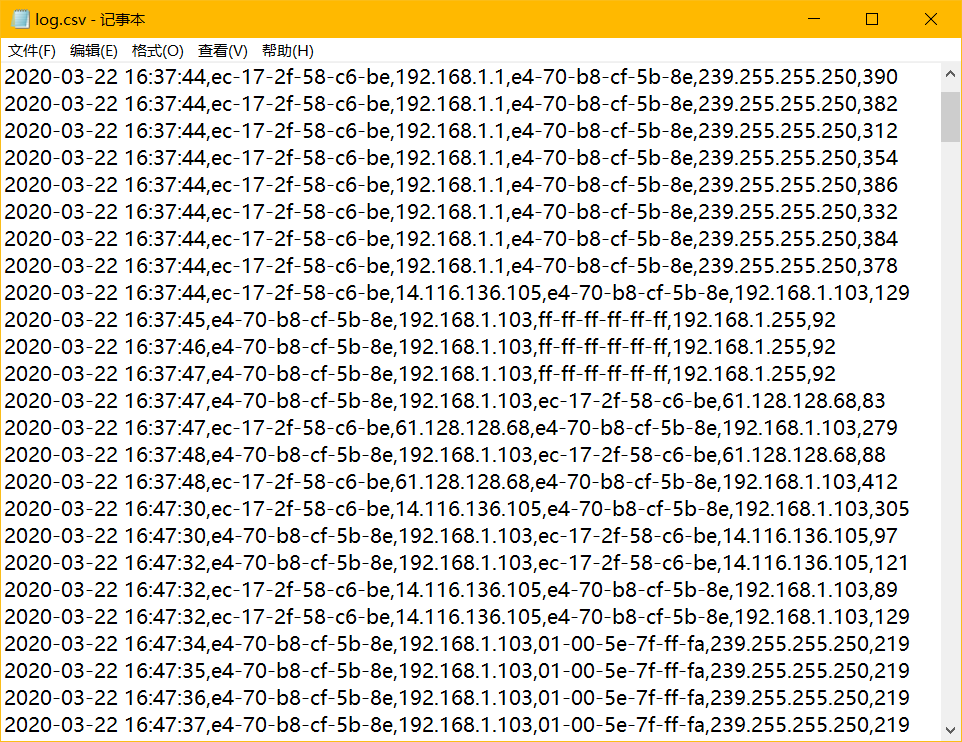 log.csv - 记事本
文件(F) 编辑(E) 格式(O) 查看(V) 帮助(H)
2020-03-22 16:37:44,ec-17-2f-58-c6-be,192.168.1.1,e4-70-b8-cf-5b-8e,239.255.255.250,390
2020-03-22 16:37:44,ec-17-2f-58-c6-be,192.168.1.1,e4-70-b8-cf-5b-8e,239.255.255.250,382
2020-03-22 16:37:44,ec-17-2f-58-c6-be,192.168.1.1,e4-70-b8-cf-5b-8e,239.255.255.250,312
2020-03-22 16:37:44,ec-17-2f-58-c6-be,192.168.1.1,e4-70-b8-cf-5b-8e,239.255.255.250,354
2020-03-22 16:37:44,ec-17-2f-58-c6-be,192.168.1.1,e4-70-b8-cf-5b-8e,239.255.255.250,386
2020-03-22 16:37:44,ec-17-2f-58-c6-be,192.168.1.1,e4-70-b8-cf-5b-8e,239.255.255.250,332
2020-03-22 16:37:44,ec-17-2f-58-c6-be,192.168.1.1,e4-70-b8-cf-5b-8e,239.255.255.250,384
2020-03-22 16:37:44,ec-17-2f-58-c6-be,192.168.1.1,e4-70-b8-cf-5b-8e,239.255.255.250,378
2020-03-22 16:37:44,ec-17-2f-58-c6-be,14.116.136.105,e4-70-b8-cf-5b-8e,192.168.1.103,129
2020-03-22 16:37:45,e4-70-b8-cf-5b-8e,192.168.1.103,ff-ff-ff-ff-ff-ff,192.168.1.255,92
2020-03-22 16:37:46,e4-70-b8-cf-5b-8e,192.168.1.103,ff-ff-ff-ff-ff-ff,192.168.1.255,92
2020-03-22 16:37:47,e4-70-b8-cf-5b-8e,192.168.1.103,ff-ff-ff-ff-ff-ff,192.168.1.255,92
2020-03-22 16:37:47,e4-70-b8-cf-5b-8e,192.168.1.103,ec-17-2f-58-c6-be,61.128.128.68,83
2020-03-22 16:37:47,ec-17-2f-58-c6-be,61.128.128.68,e4-70-b8-cf-5b-8e,192.168.1.103,279
2020-03-22 16:37:48,e4-70-b8-cf-5b-8e,192.168.1.103,ec-17-2f-58-c6-be,61.128.128.68,88
2020-03-22 16:37:48,ec-17-2f-58-c6-be,61.128.128.68,e4-70-b8-cf-5b-8e,192.168.1.103,412
2020-03-22 16:47:30,ec-17-2f-58-c6-be,14.116.136.105,e4-70-b8-cf-5b-8e,192.168.1.103,305
2020-03-22 16:47:30,e4-70-b8-cf-5b-8e,192.168.1.103,ec-17-2f-58-c6-be,14.116.136.105,97
2020-03-22 16:47:32,e4-70-b8-cf-5b-8e,192.168.1.103,ec-17-2f-58-c6-be,14.116.136.105,121
2020-03-22 16:47:32,ec-17-2f-58-c6-be,14.116.136.105,e4-70-b8-cf-5b-8e,192.168.1.103,89
2020-03-22 16:47:32,ec-17-2f-58-c6-be,14.116.136.105,e4-70-b8-cf-5b-8e,192.168.1.103,129
2020-03-22 16:47:34,e4-70-b8-cf-5b-8e,192.168.1.103,01-00-5e-7f-ff-fa,239.255.255.250,219
2020-03-22 16:47:35,e4-70-b8-cf-5b-8e,192.168.1.103,01-00-5e-7f-ff-fa,239.255.255.250,219
2020-03-22 16:47:36,e4-70-b8-cf-5b-8e,192.168.1.103,01-00-5e-7f-ff-fa,239.255.255.250,219
2020-03-22 16:47:37,e4-70-b8-cf-5b-8e,192.168.1.103,01-00-5e-7f-ff-fa,239.255.255.250,219